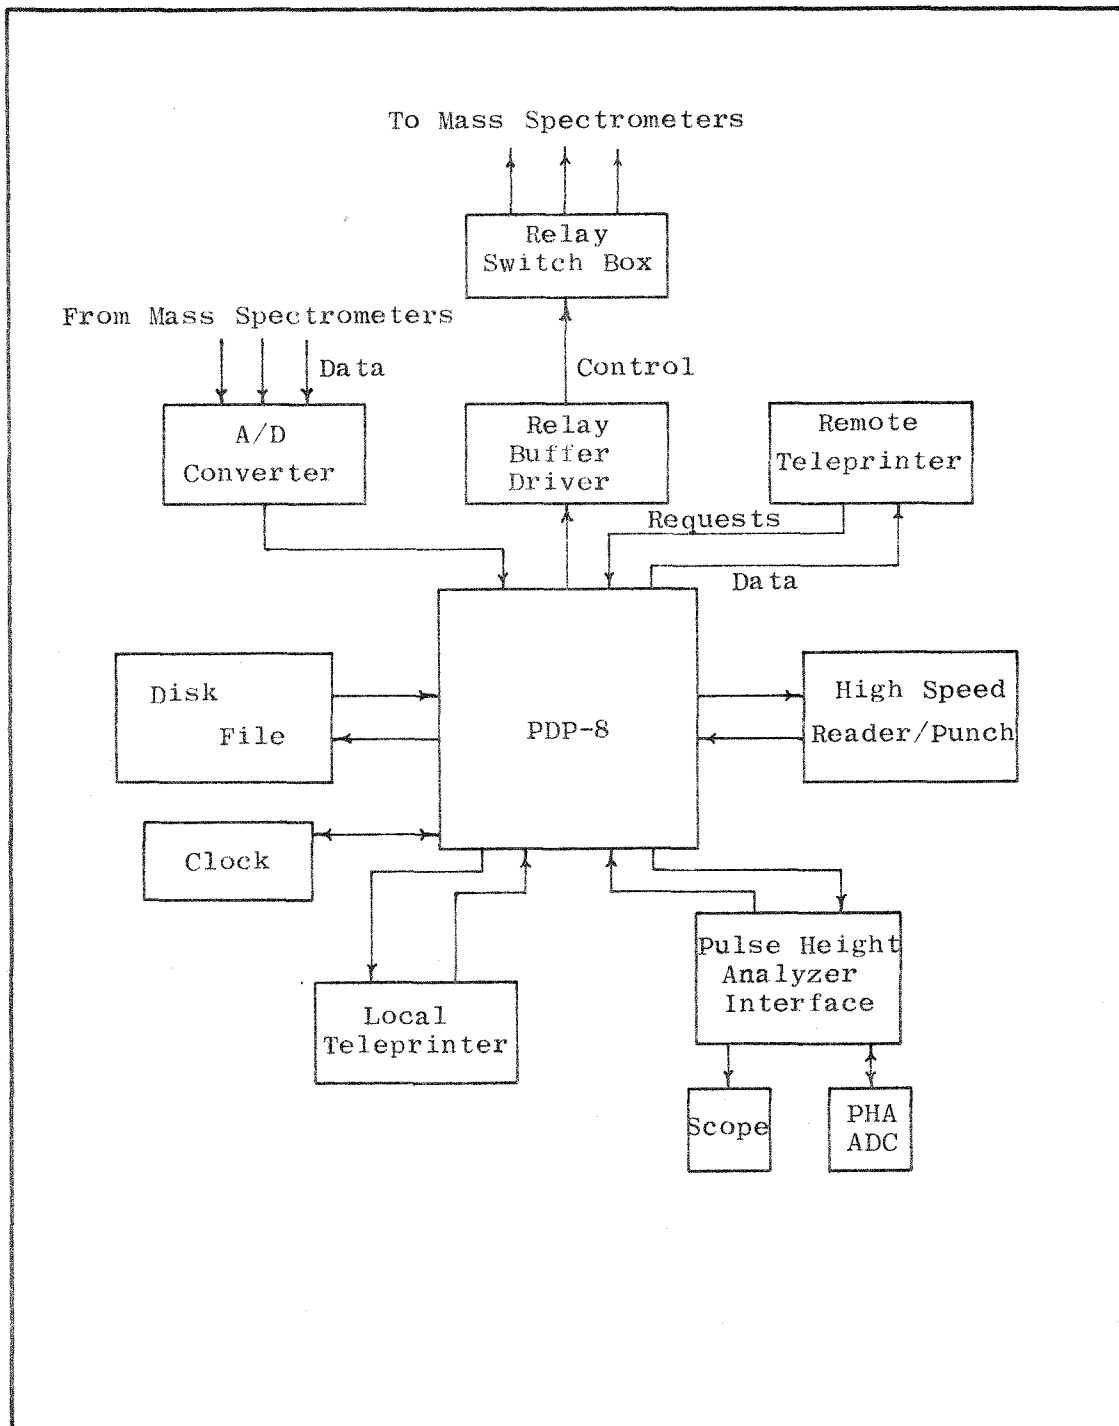 To Mass Spectrometers
Relay
Switch Box
From Mass Spectrometers
Data
Control
A/D
Converter
Relay
Buffer
Driver
Remote
Teleprinter
Requests
Data
Disk
File
PDP-8
High Speed
Reader/Punch
Clock
Local
Teleprinter
Pulse Height
Analyzer
Interface
Scope
PHA
ADC